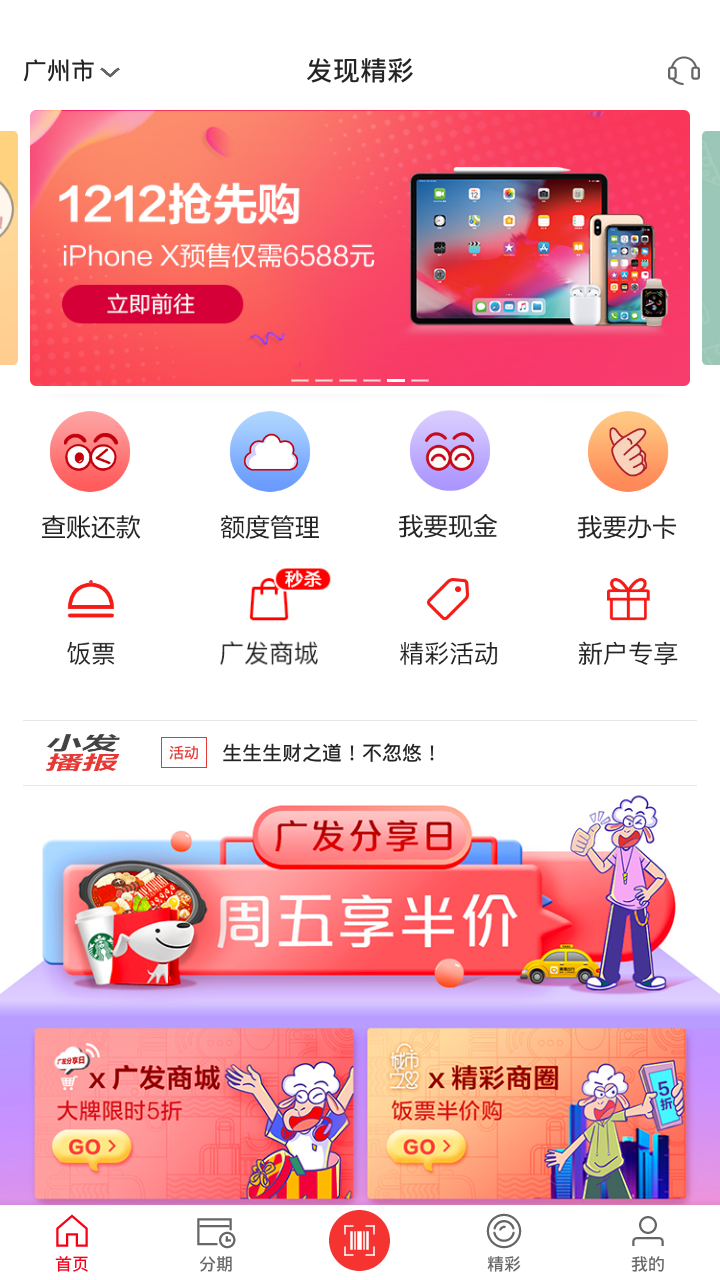 广州市
发现精彩
1212抢先购
iPhone X预售仅需6588元
立即前往
查账还款
额度管理
我要现金
我要办卡
秒杀
饭票
广发商城
精彩活动
新户专享
小发
播报
活动
生生生财之道！不忽悠！
广发分享日
周五享半价
广发分享日
x 广发商城
大牌限时5折
GO
城市
x 精彩商圈
饭票半价购
GO
5折
首页
分期
精彩
我的